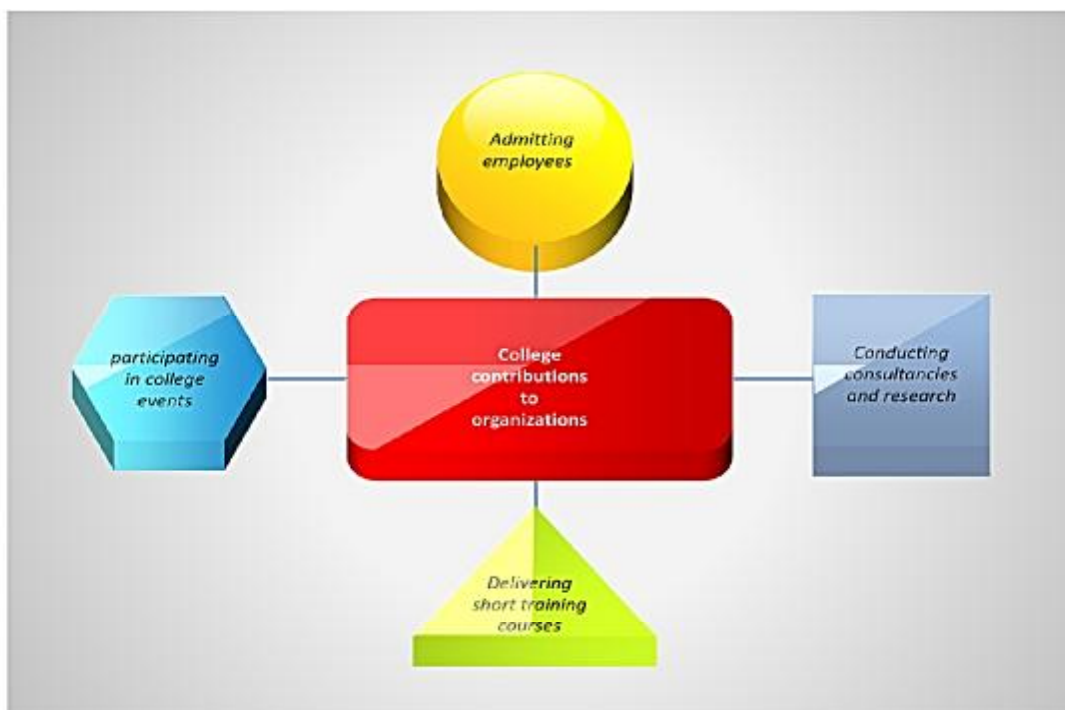 Admitting
employees
participating
in college
events
College
contributions
to
organizations
Conducting
consultancies
and research
Delivering
short training
courses